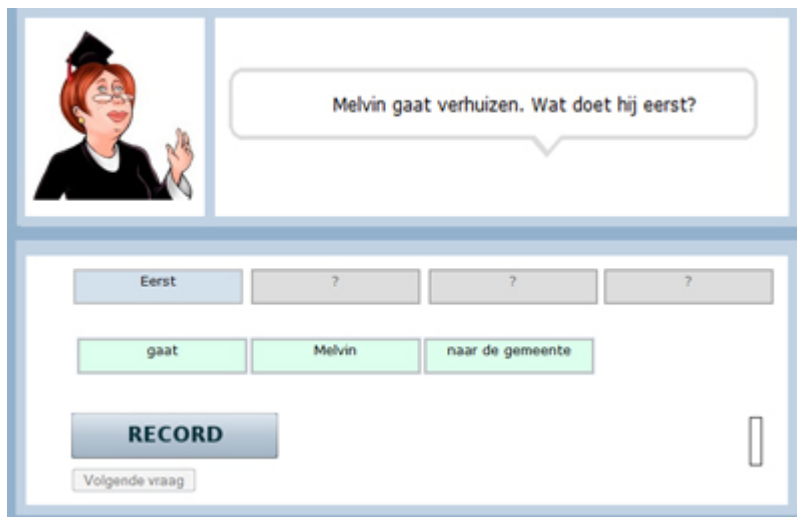 Melvin gaat verhuizen. Wat doet hij eerst?
Eerst ? ? ?
gaat Melvin naar de gemeente
RECORD
Volgende vraag